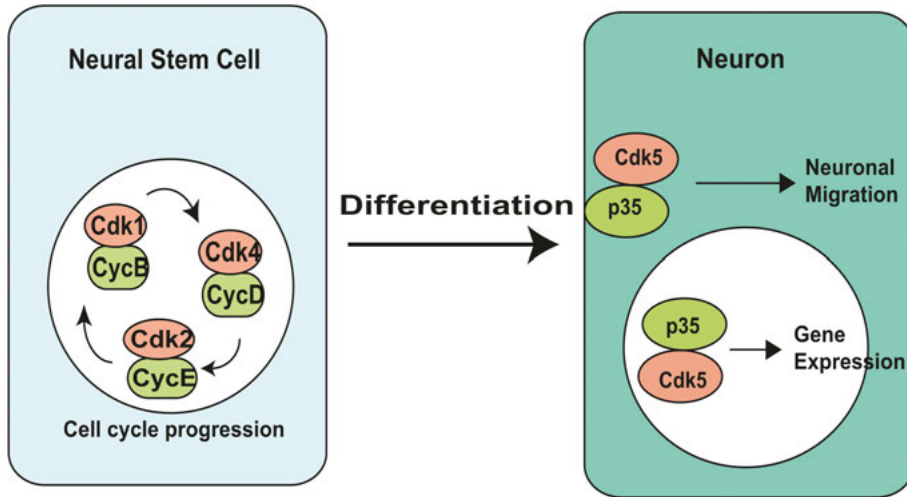 Neural Stem Cell
Cdk1
CycB
Cdk4
CycD
Cdk2
CycE
Cell cycle progression
Differentiation
Neuron
Cdk5
p35
Neuronal
Migration
p35
Cdk5
Gene
Expression